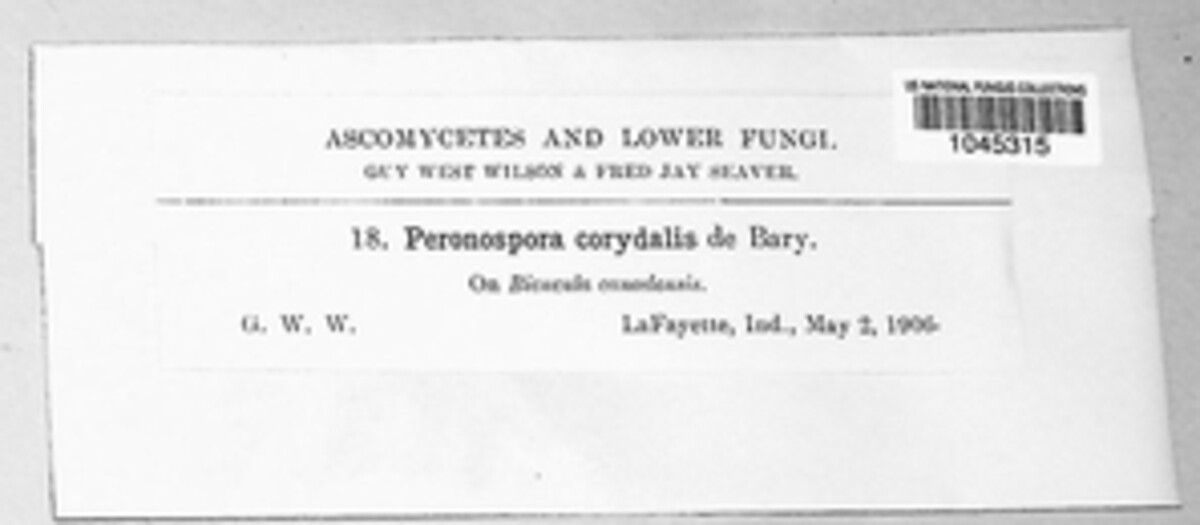 US NATIONAL FUNGUS COLLECTIONS
1045315
ASCOMYCETES AND LOWER FUNGI.
GUY WEST WILSON & FRED JAY SEAVER.
18. Peronospora corydalis de Bary.
On Bicucula canadensis.
G. W. W.
LaFayette, Ind., May 2, 1906.